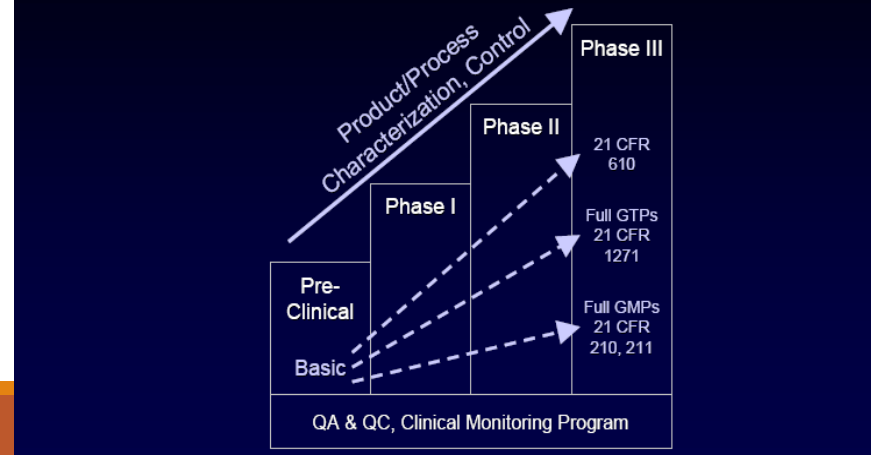 Product/Process
Characterization, Control
Phase III
Phase II
21 CFR
610
Phase I
Full GTPs
21 CFR
1271
Pre-
Clinical
Full GMPs
21 CFR
210, 211
Basic
QA & QC, Clinical Monitoring Program